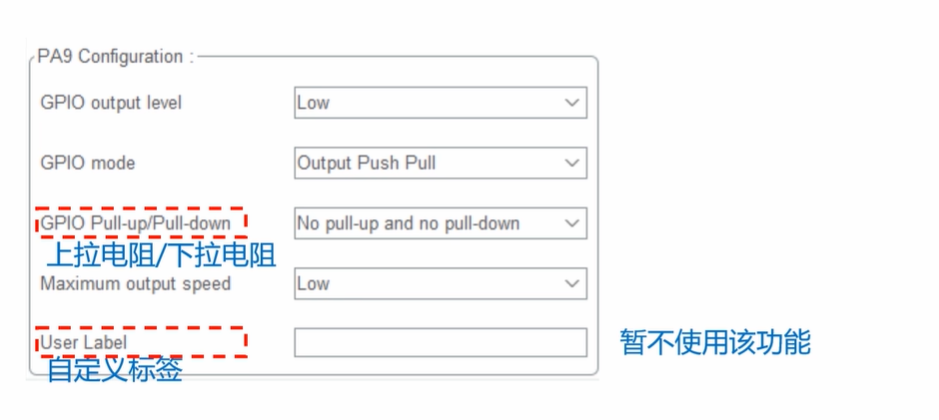 PA9 Configuration :
GPIO output level Low
GPIO mode Output Push Pull
GPIO Pull-up/Pull-down No pull-up and no pull-down
上拉电阻/下拉电阻
Maximum output speed Low
User Label 暂不使用该功能
自定义标签